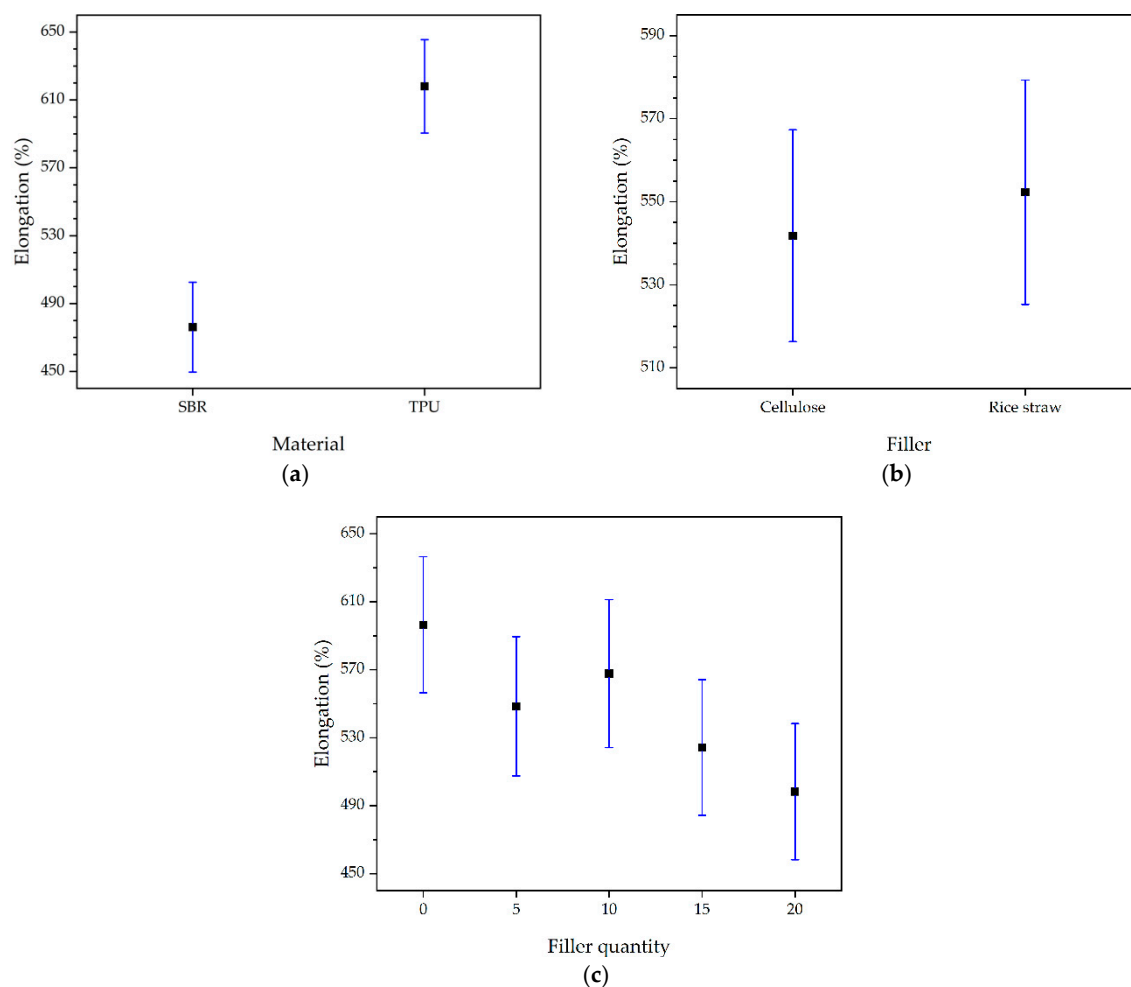 650
610
570
530
490
450
Elongation (%)
SBR TPU
Material
(a)
590
570
550
530
510
Elongation (%)
Cellulose Rice straw
Filler
(b)
650
610
570
530
490
450
Elongation (%)
0 5 10 15 20
Filler quantity
(c)